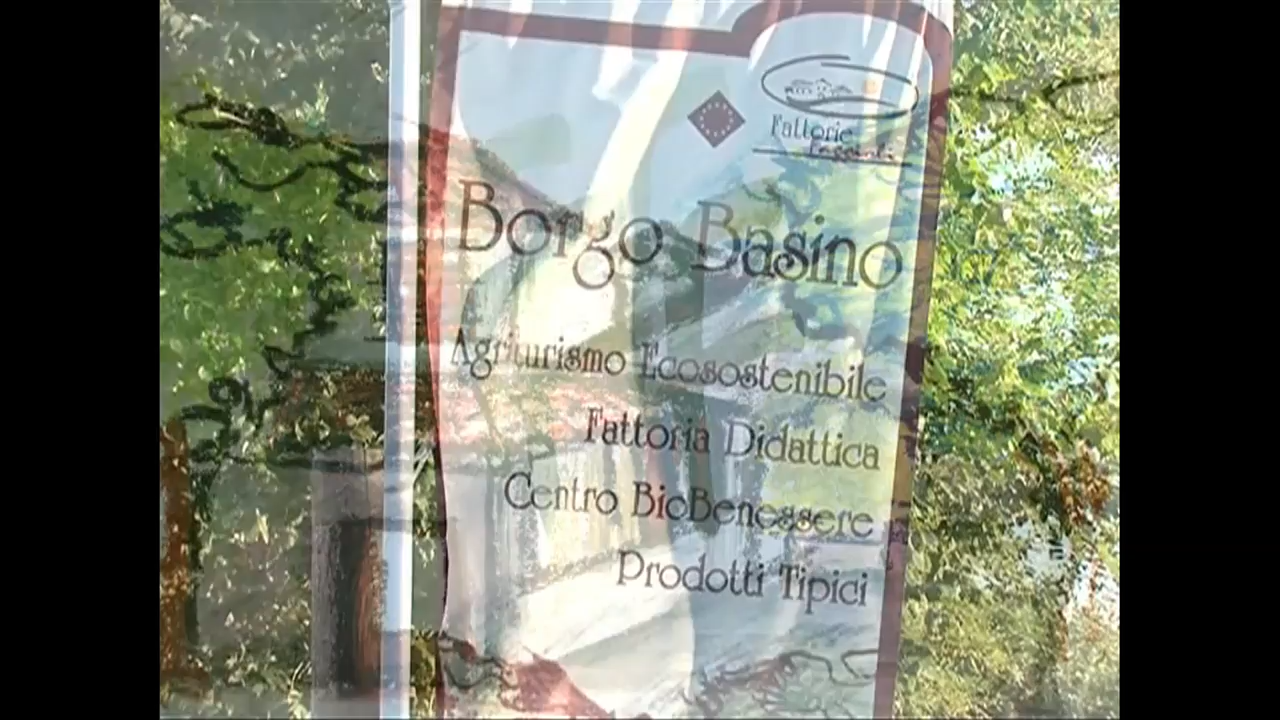 Fattorie
Borgo Basino
Agriturismo Ecosostenibile
Fattoria Didattica
Centro BioBenessere
Prodotti Tipici